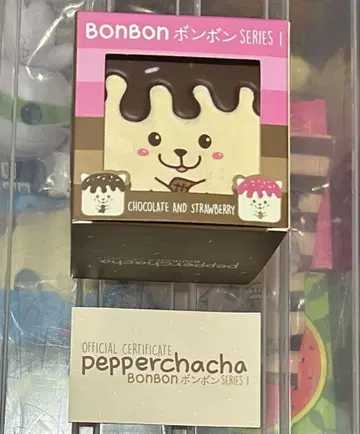 BONBON ボンボン SERIES 1
CHOCOLATE AND STRAWBERRY
pepperchacha
OFFICIAL CERTIFICATE
pepperchacha
BONBON ボンボン SERIES 1